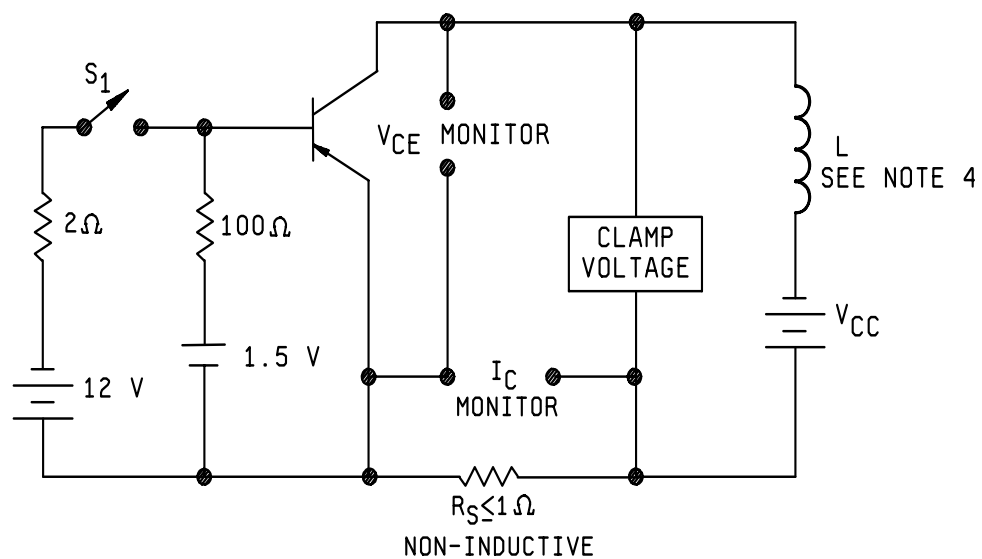 S1
VCE MONITOR
L
SEE NOTE 4
2Ω
100Ω
CLAMP
VOLTAGE
VCC
1.5 V
12 V
IC
MONITOR
RS≤1Ω
NON-INDUCTIVE